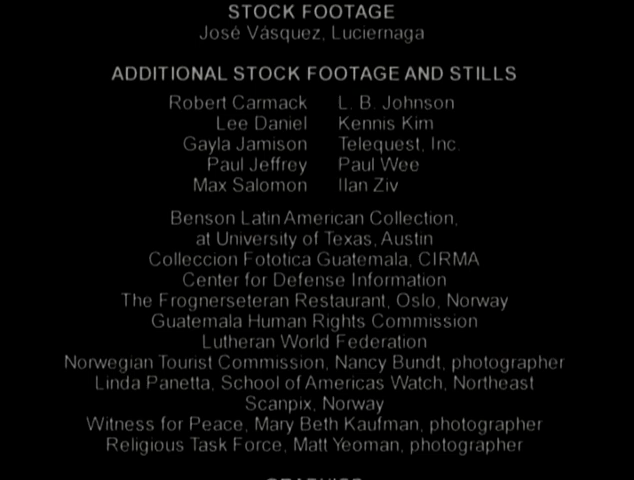 STOCK FOOTAGE
José Vásquez, Luciernaga
ADDITIONAL STOCK FOOTAGE AND STILLS
Robert Carmack L. B. Johnson
Lee Daniel Kennis Kim
Gayla Jamison Telequest, Inc.
Paul Jeffrey Paul Wee
Max Salomon Ilan Ziv
Benson Latin American Collection,
at University of Texas, Austin
Colleccion Fototica Guatemala, CIRMA
Center for Defense Information
The Frognerseteran Restaurant, Oslo, Norway
Guatemala Human Rights Commission
Lutheran World Federation
Norwegian Tourist Commission, Nancy Bundt, photographer
Linda Panetta, School of Americas Watch, Northeast
Scanpix, Norway
Witness for Peace, Mary Beth Kaufman, photographer
Religious Task Force, Matt Yeoman, photographer